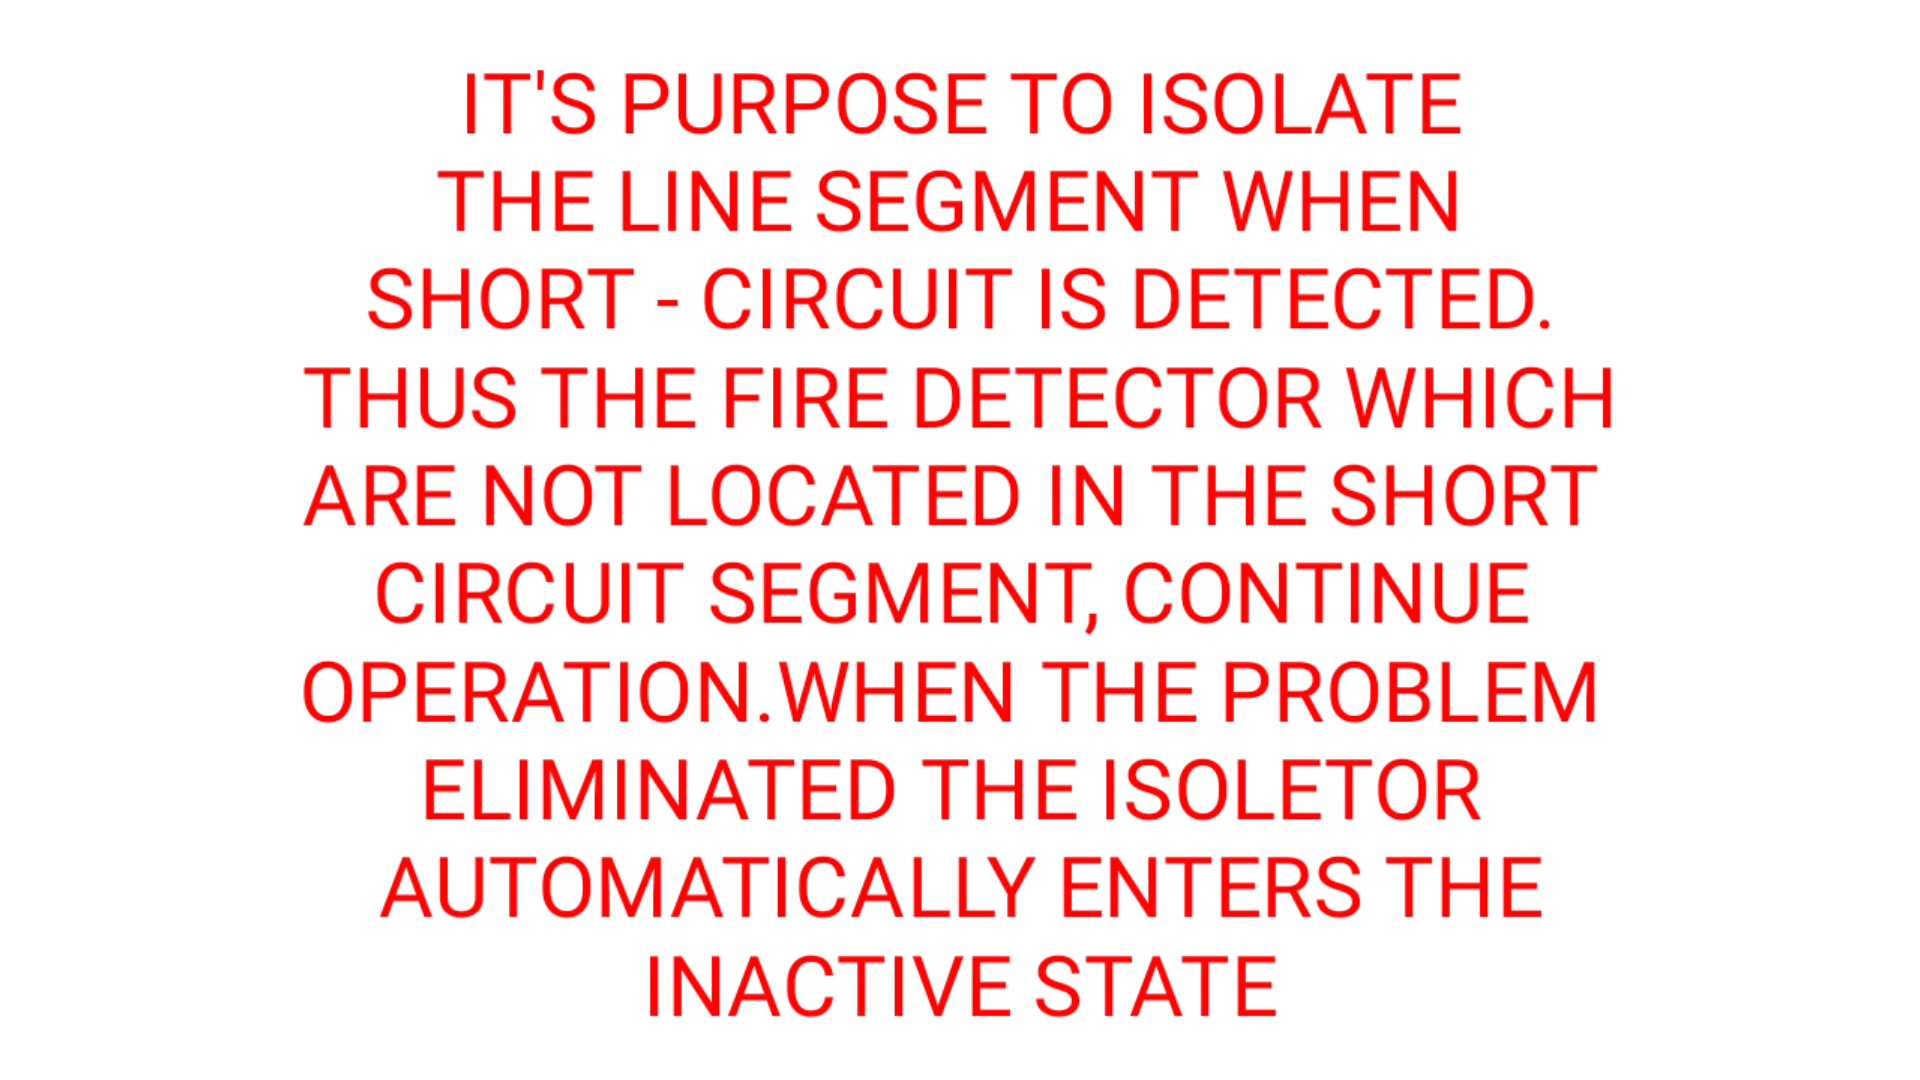 IT'S PURPOSE TO ISOLATE
THE LINE SEGMENT WHEN
SHORT - CIRCUIT IS DETECTED.
THUS THE FIRE DETECTOR WHICH
ARE NOT LOCATED IN THE SHORT
CIRCUIT SEGMENT, CONTINUE
OPERATION.WHEN THE PROBLEM
ELIMINATED THE ISOLETOR
AUTOMATICALLY ENTERS THE
INACTIVE STATE